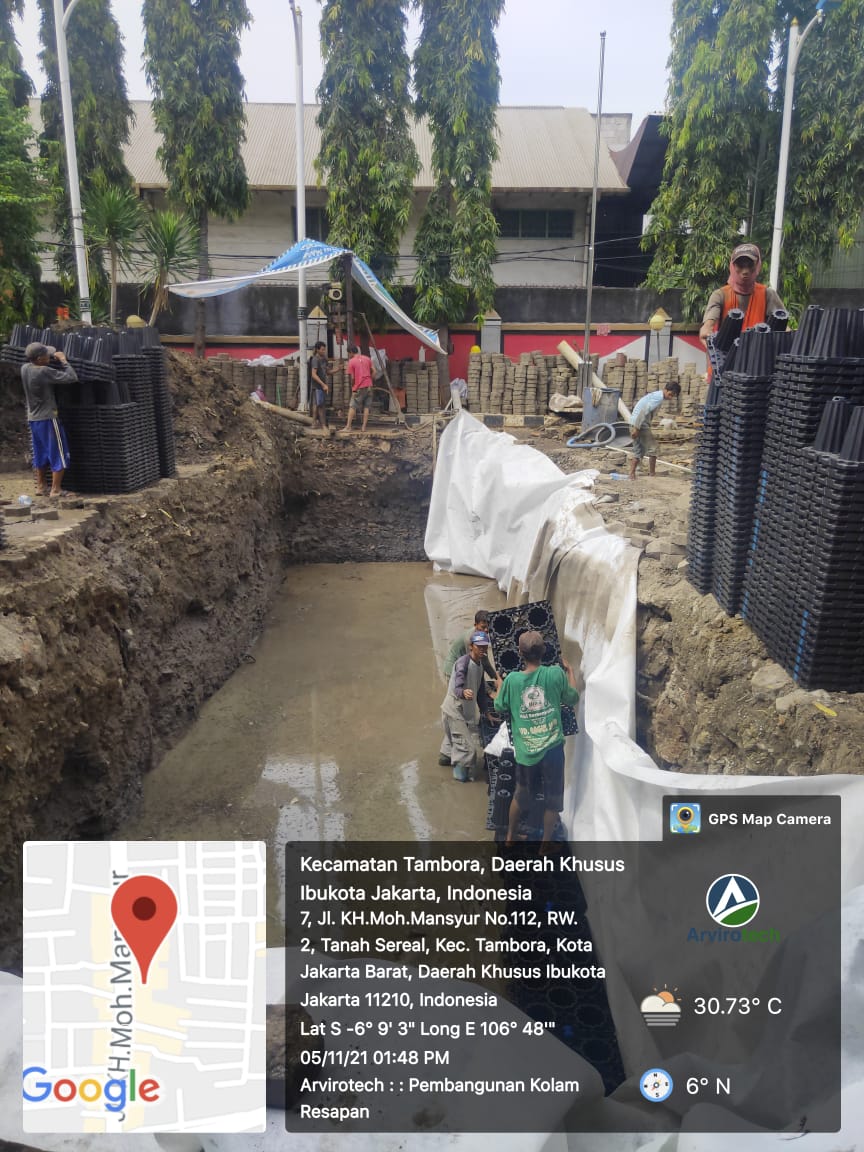 GPS Map Camera
Kecamatan Tambora, Daerah Khusus
Ibukota Jakarta, Indonesia
7, Jl. KH.Moh.Mansyur No.112, RW.
2, Tanah Sereal, Kec. Tambora, Kota
Jakarta Barat, Daerah Khusus Ibukota
Jakarta 11210, Indonesia
Lat S -6° 9' 3" Long E 106° 48'"
05/11/21 01:48 PM
Arvirotech : : Pembangunan Kolam
Resapan
Arvirotech
30.73° C
6° N
KH.Moh.Mansyur
Google